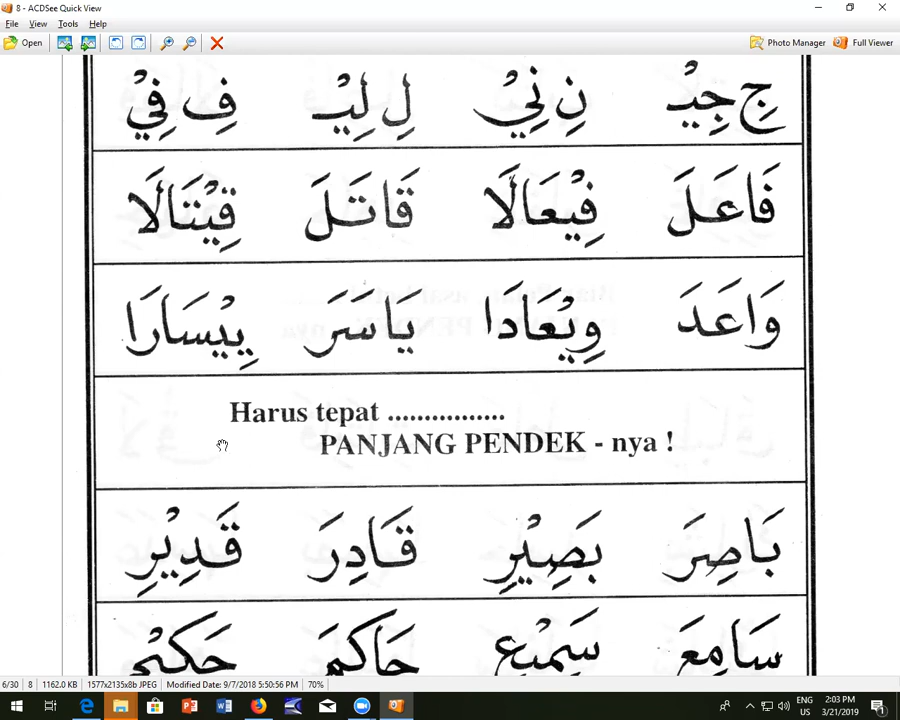 8 - ACDSee Quick View
File View Tools Help
Open Photo Manager Full Viewer
جِ جِيْ نِ نِيْ لِ لِيْ فِ فِيْ
فَاعَلَ فِيْعَالًا قَاتَلَ قِيْتَالًا
وَاعَدَ وِيْعَادَا يَاسَرَ يِيْسَارَا
Harus tepat ................
PANJANG PENDEK - nya !
بَاصِرَ بَصِيْرِ قَادِرَ قَدِيْرِ
سَامِعَ سَمِيْعِ حَاكَمَ حَكَيْمِ
6/30 8 1162.0 KB 1577x2135x8b JPEG Modified Date: 9/7/2018 5:50:56 PM 70%
ENG 2:03 PM
US 3/21/2019
1